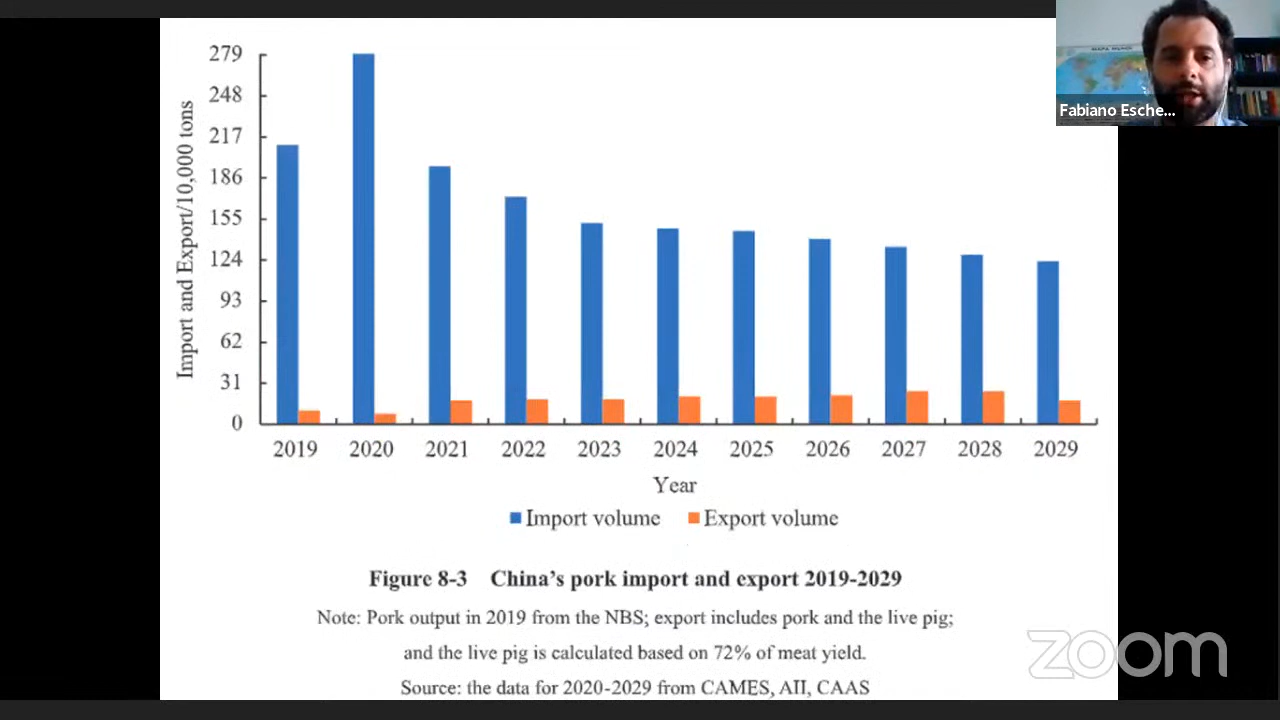 279
248
217
186
155
124
93
62
31
0
Import and Export/10,000 tons
2019 2020 2021 2022 2023 2024 2025 2026 2027 2028 2029
Year
Import volume Export volume
Figure 8-3 China's pork import and export 2019-2029
Note: Pork output in 2019 from the NBS; export includes pork and the live pig;
and the live pig is calculated based on 72% of meat yield.
Source: the data for 2020-2029 from CAMES, AII, CAAS
Fabiano Esche...
zoom